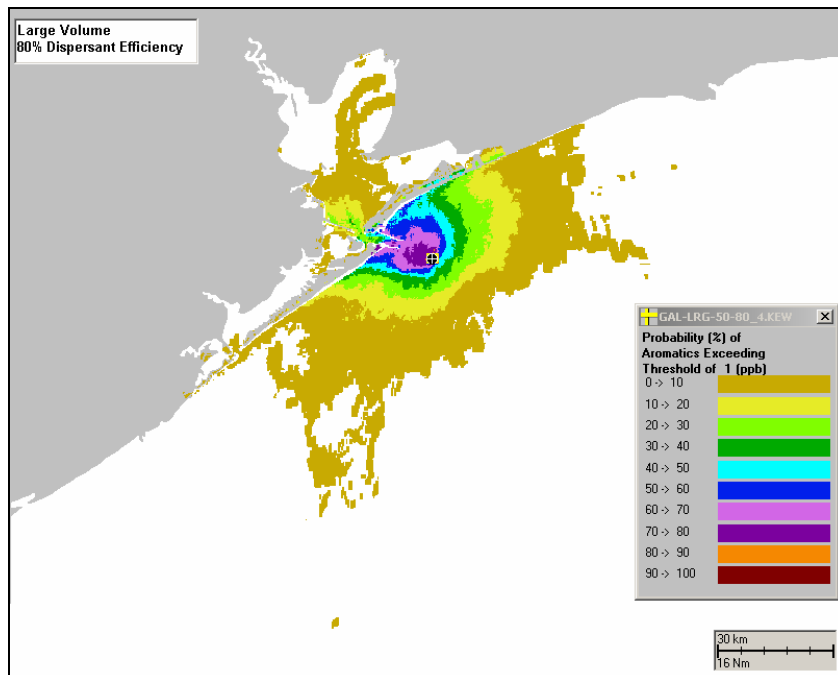 Large Volume
80% Dispersant Efficiency
GAL-LRG-50-80_4.KEW
Probability (%) of
Aromatics Exceeding
Threshold of 1 (ppb)
0 -> 10
10 -> 20
20 -> 30
30 -> 40
40 -> 50
50 -> 60
60 -> 70
70 -> 80
80 -> 90
90 -> 100
30 km
16 Nm